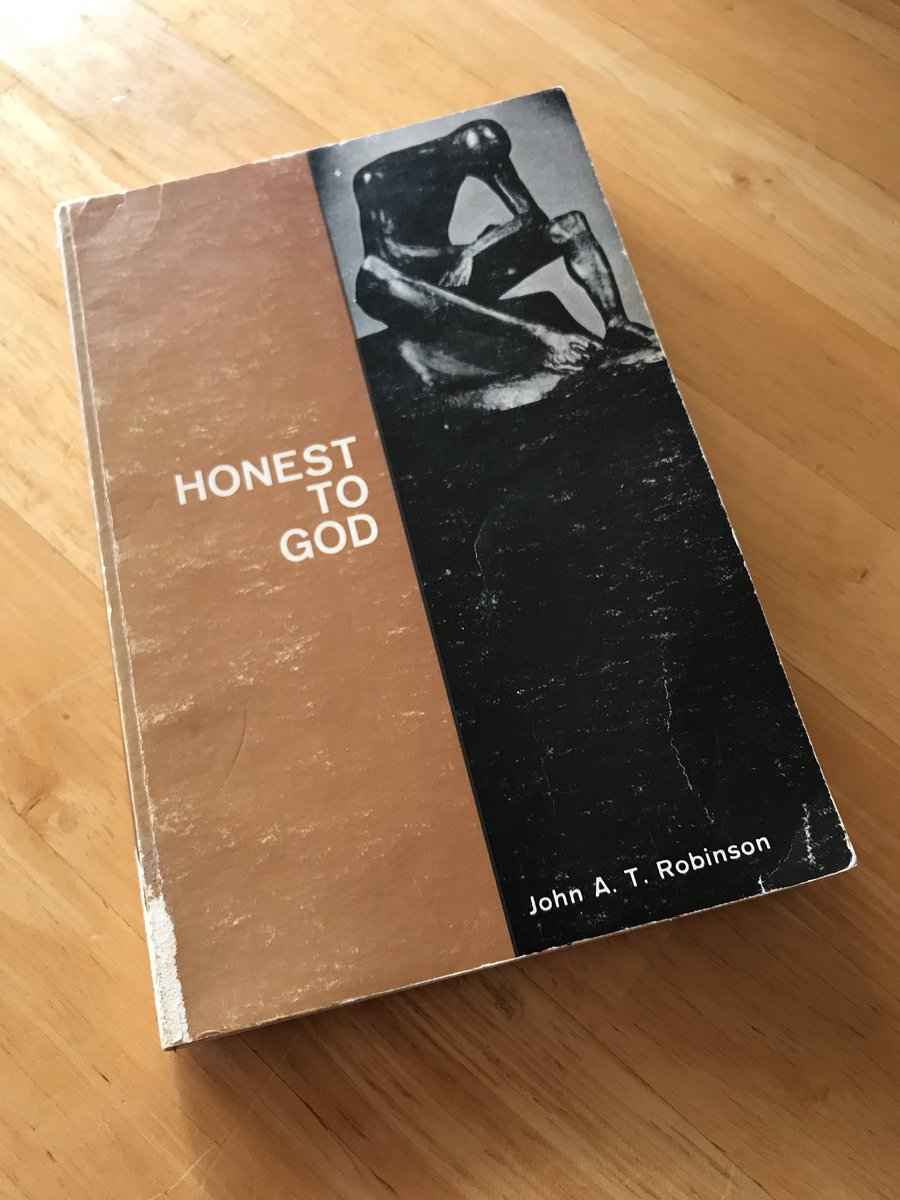 HONEST
TO
GOD
John A. T. Robinson